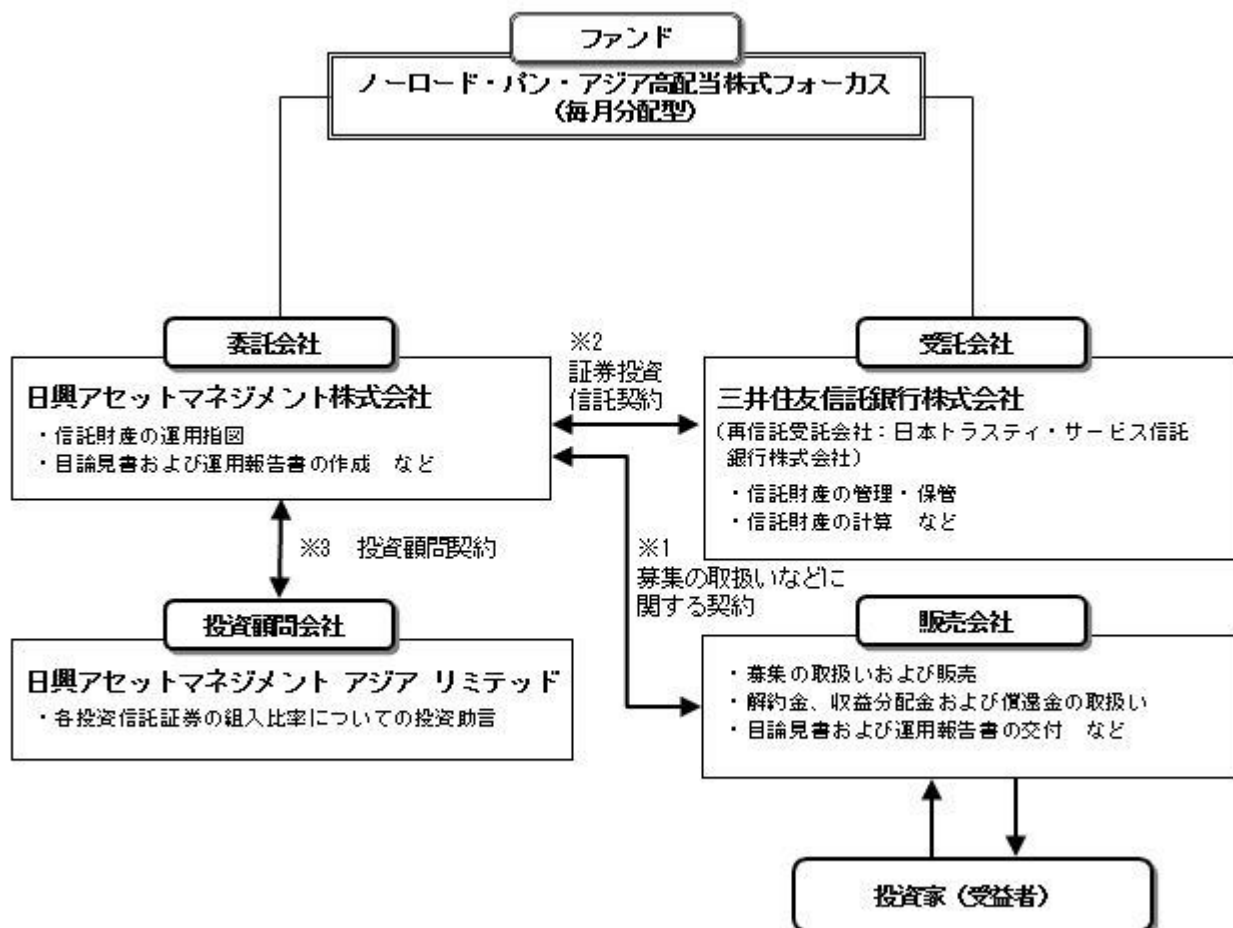 ファンド
ノーロード・パン・アジア高配当株式フォーカス
(毎月分配型)
委託会社
日興アセットマネジメント株式会社
・信託財産の運用指図
・目論見書および運用報告書の作成　など
※2
証券投資
信託契約
受託会社
三井住友信託銀行株式会社
(再信託受託会社：日本トラスティ・サービス信託
銀行株式会社)
・信託財産の管理・保管
・信託財産の計算　など
※3　投資顧問契約
※1
募集の取扱いなどに
関する契約
投資顧問会社
日興アセットマネジメント アジア リミテッド
・各投資信託証券の組入比率についての投資助言
販売会社
・募集の取扱いおよび販売
・解約金、収益分配金および償還金の取扱い
・目論見書および運用報告書の交付　など
投資家（受益者）